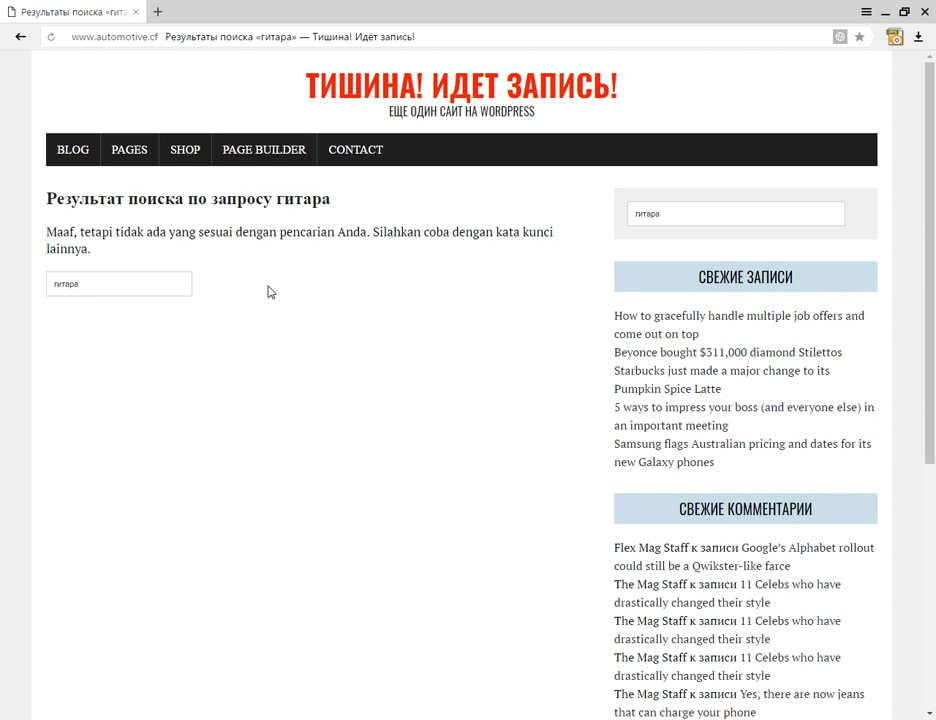 Результаты поиска «гита
www.automotive.cf Результаты поиска «гитара» — Тишина! Идёт запись!
ТИШИНА! ИДЕТ ЗАПИСЬ!
ЕЩЕ ОДИН САЙТ НА WORDPRESS
BLOG PAGES SHOP PAGE BUILDER CONTACT
Результат поиска по запросу гитара
Maaf, tetapi tidak ada yang sesuai dengan pencarian Anda. Silahkan coba dengan kata kunci
lainnya.
гитара
гитара
СВЕЖИЕ ЗАПИСИ
How to gracefully handle multiple job offers and
come out on top
Beyonce bought $311,000 diamond Stilettos
Starbucks just made a major change to its
Pumpkin Spice Latte
5 ways to impress your boss (and everyone else) in
an important meeting
Samsung flags Australian pricing and dates for its
new Galaxy phones
СВЕЖИЕ КОММЕНТАРИИ
Flex Mag Staff к записи Google's Alphabet rollout
could still be a Qwikster-like farce
The Mag Staff к записи 11 Celebs who have
drastically changed their style
The Mag Staff к записи 11 Celebs who have
drastically changed their style
The Mag Staff к записи 11 Celebs who have
drastically changed their style
The Mag Staff к записи Yes, there are now jeans
that can charge your phone